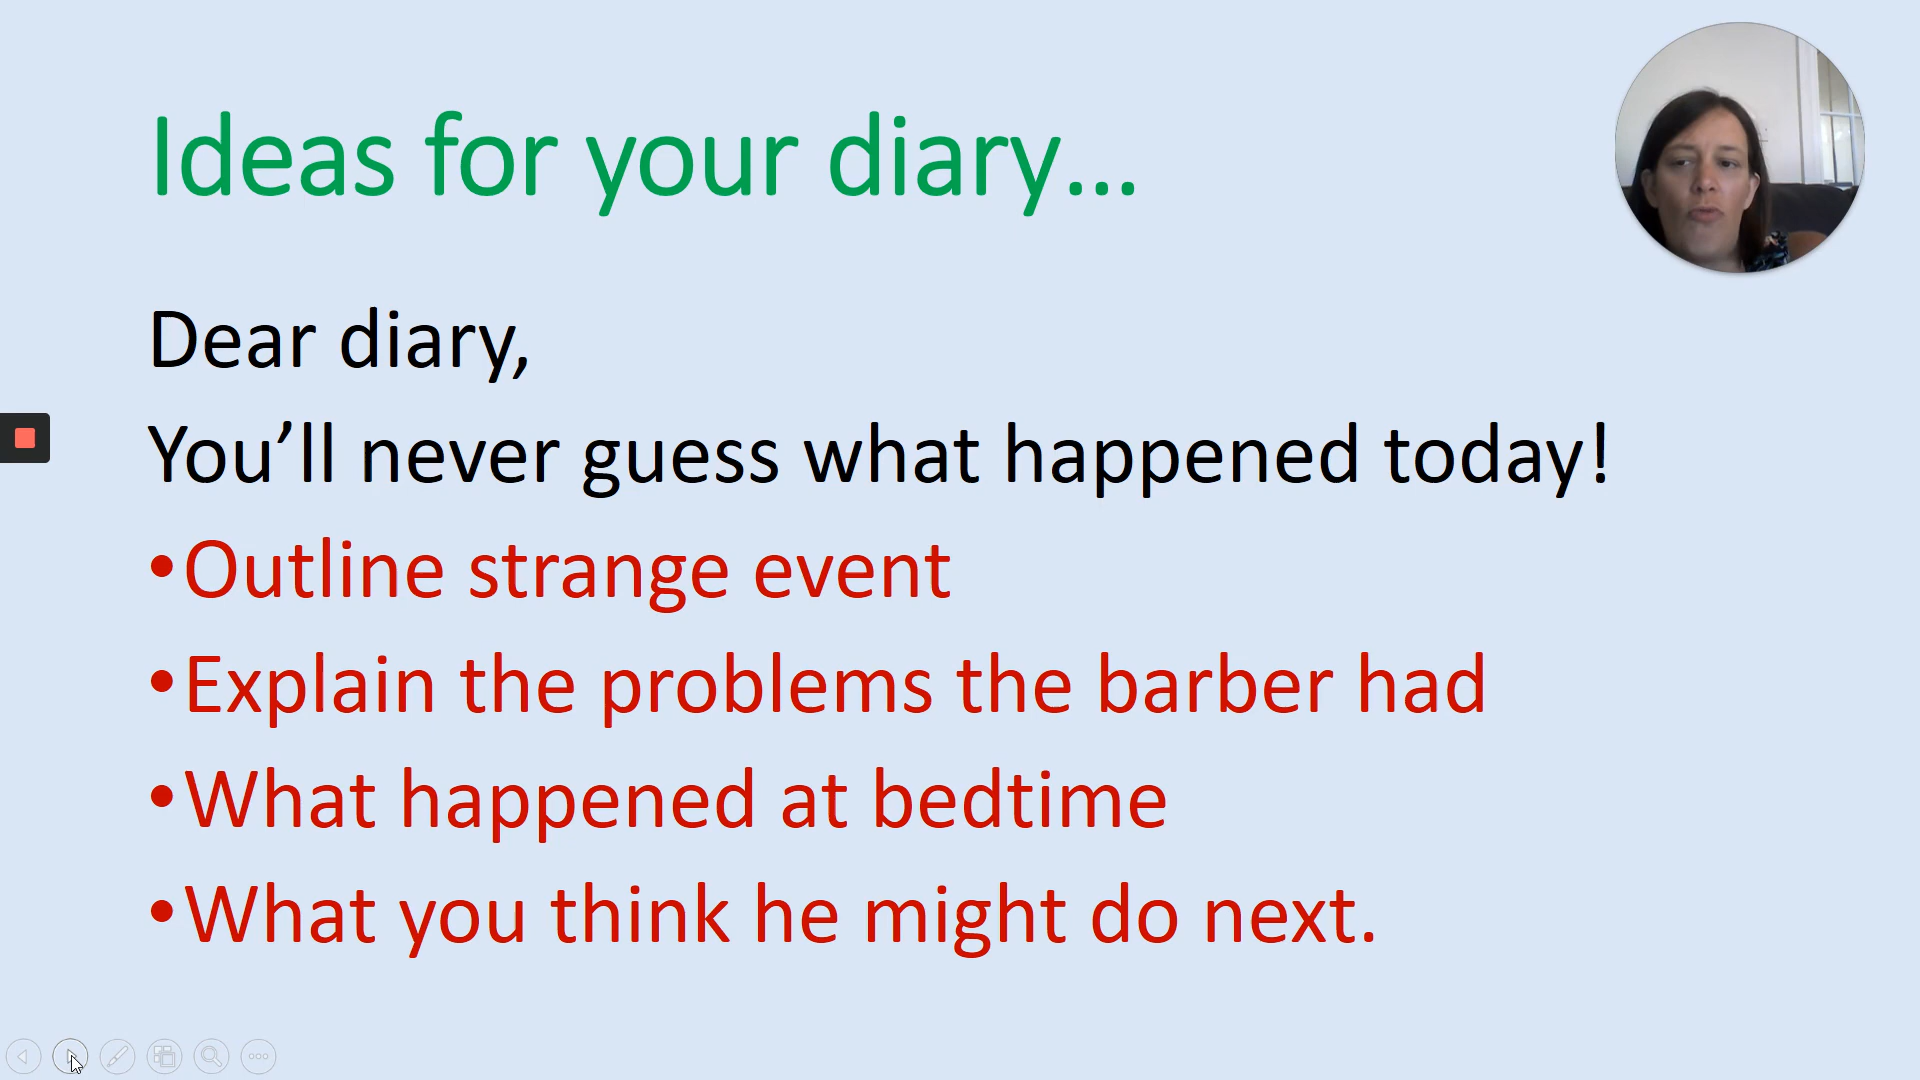 Ideas for your diary...
Dear diary,
You’ll never guess what happened today!
•Outline strange event
•Explain the problems the barber had
•What happened at bedtime
•What you think he might do next.